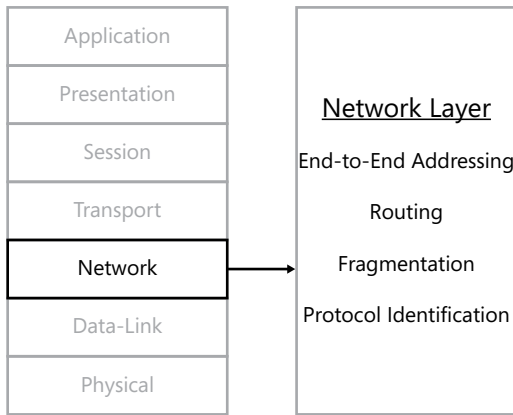 Application
Presentation
Session
Transport
Network
Data-Link
Physical
Network Layer
End-to-End Addressing
Routing
Fragmentation
Protocol Identification